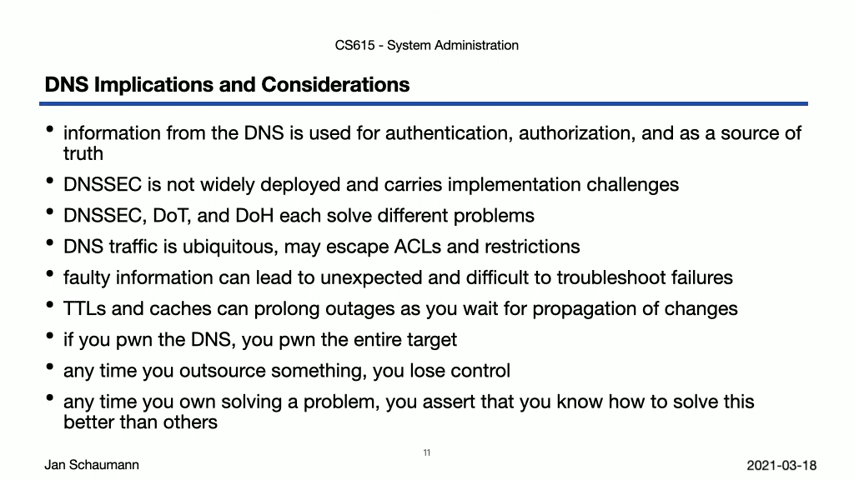 CS615 - System Administration
DNS Implications and Considerations
• information from the DNS is used for authentication, authorization, and as a source of
truth
• DNSSEC is not widely deployed and carries implementation challenges
• DNSSEC, DoT, and DoH each solve different problems
• DNS traffic is ubiquitous, may escape ACLs and restrictions
• faulty information can lead to unexpected and difficult to troubleshoot failures
• TTLs and caches can prolong outages as you wait for propagation of changes
• if you pwn the DNS, you pwn the entire target
• any time you outsource something, you lose control
• any time you own solving a problem, you assert that you know how to solve this
better than others
11
Jan Schaumann
2021-03-18